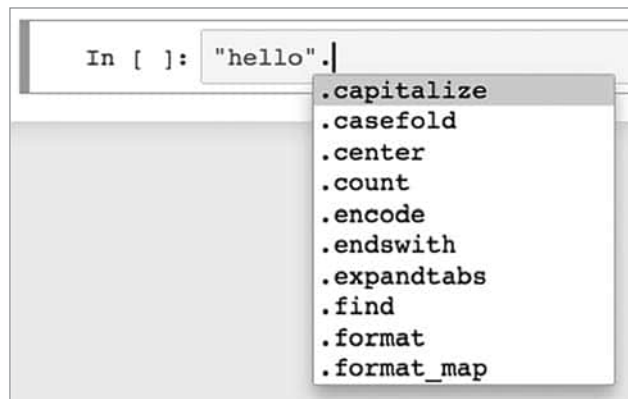 In [ ]: "hello".
.capitalize
.casefold
.center
.count
.encode
.endswith
.expandtabs
.find
.format
.format_map